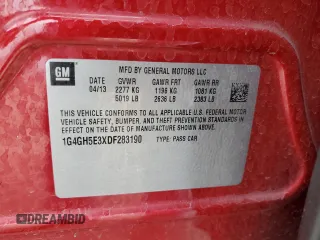 GM
MFD BY GENERAL MOTORS LLC
04/13
GVWR GAWR FRT GAWR RR
2277 KG 1196 KG 1081 KG
5019 LB 2636 LB 2383 LB
THIS VEHICLE CONFORMS TO ALL APPLICABLE U.S. FEDERAL MOTOR
VEHICLE SAFETY, BUMPER, AND THEFT PREVENTION STANDARDS IN
EFFECT ON THE DATE OF MANUFACTURE SHOWN ABOVE.
1G4GH5E3XDF283190 TYPE: PASS CAR
DREAMBID